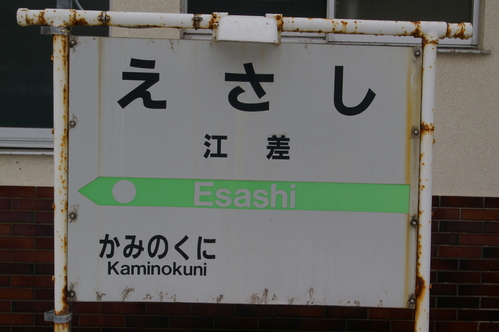 えさし
江差
Esashi
かみのくに
Kaminokuni